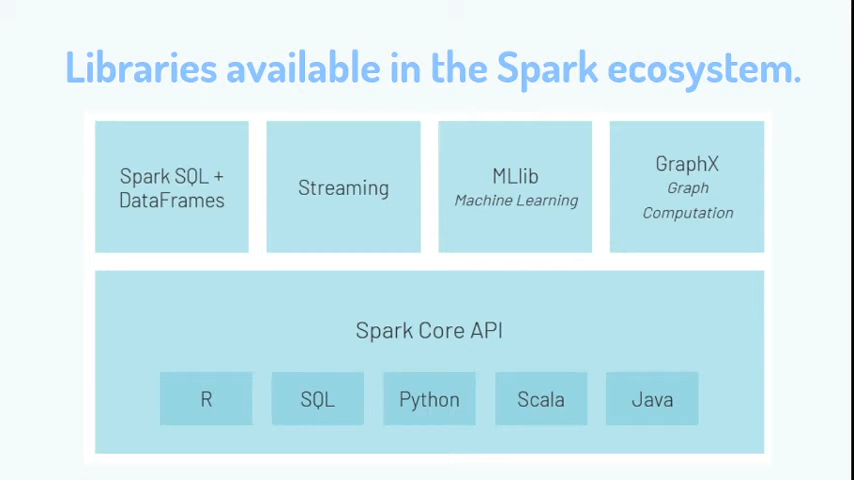 Libraries available in the Spark ecosystem.
Spark SQL +
DataFrames
Streaming
MLlib
Machine Learning
GraphX
Graph
Computation
Spark Core API
R
SQL
Python
Scala
Java